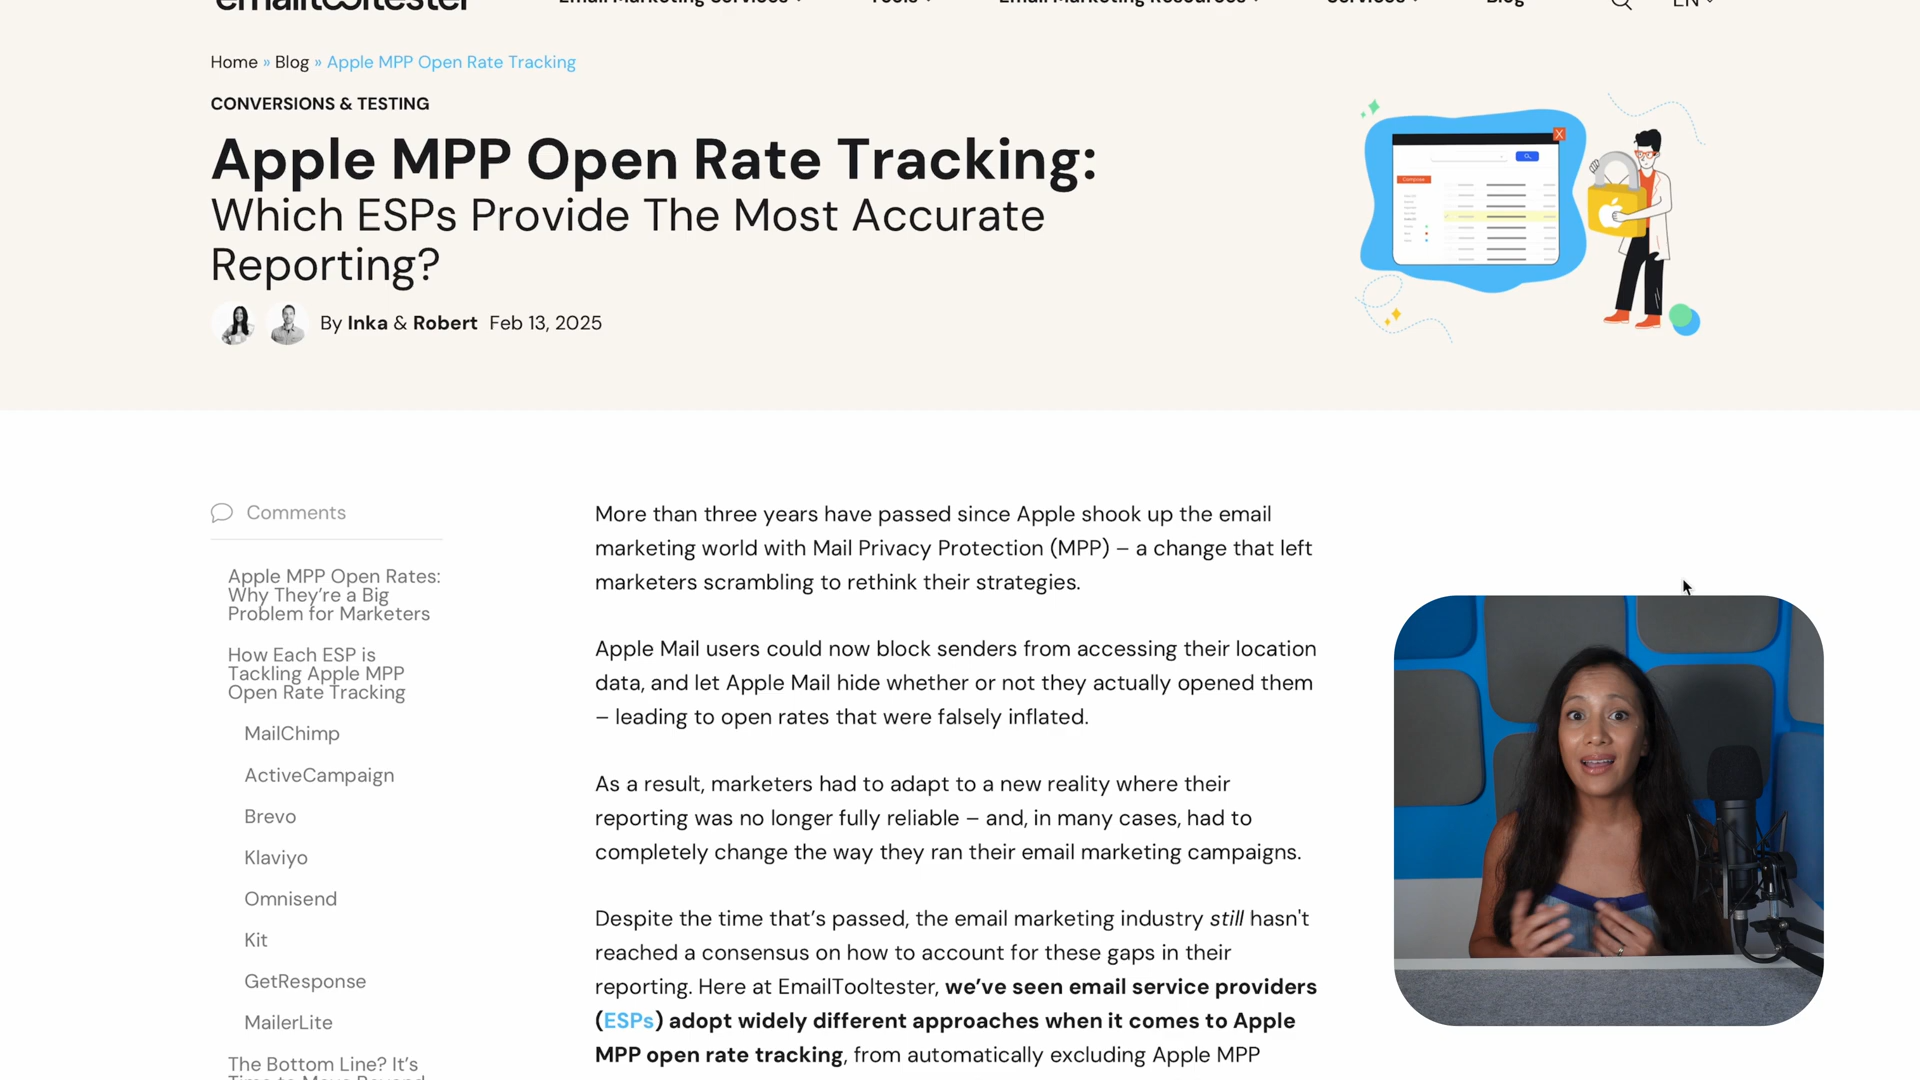 emailtooltester
Email Marketing Services
Tools
Email Marketing Resources
Services
Blog
EN
Home » Blog » Apple MPP Open Rate Tracking
CONVERSIONS & TESTING
Apple MPP Open Rate Tracking:
Which ESPs Provide The Most Accurate
Reporting?
By Inka & Robert Feb 13, 2025
Compose
X
Comments
Apple MPP Open Rates:
Why They’re a Big
Problem for Marketers
How Each ESP is
Tackling Apple MPP
Open Rate Tracking
MailChimp
ActiveCampaign
Brevo
Klaviyo
Omnisend
Kit
GetResponse
MailerLite
The Bottom Line? It’s
Time to Move Beyond
More than three years have passed since Apple shook up the email
marketing world with Mail Privacy Protection (MPP) – a change that left
marketers scrambling to rethink their strategies.
Apple Mail users could now block senders from accessing their location
data, and let Apple Mail hide whether or not they actually opened them
– leading to open rates that were falsely inflated.
As a result, marketers had to adapt to a new reality where their
reporting was no longer fully reliable – and, in many cases, had to
completely change the way they ran their email marketing campaigns.
Despite the time that’s passed, the email marketing industry still hasn't
reached a consensus on how to account for these gaps in their
reporting. Here at EmailTooltester, we’ve seen email service providers
(ESPs) adopt widely different approaches when it comes to Apple
MPP open rate tracking, from automatically excluding Apple MPP